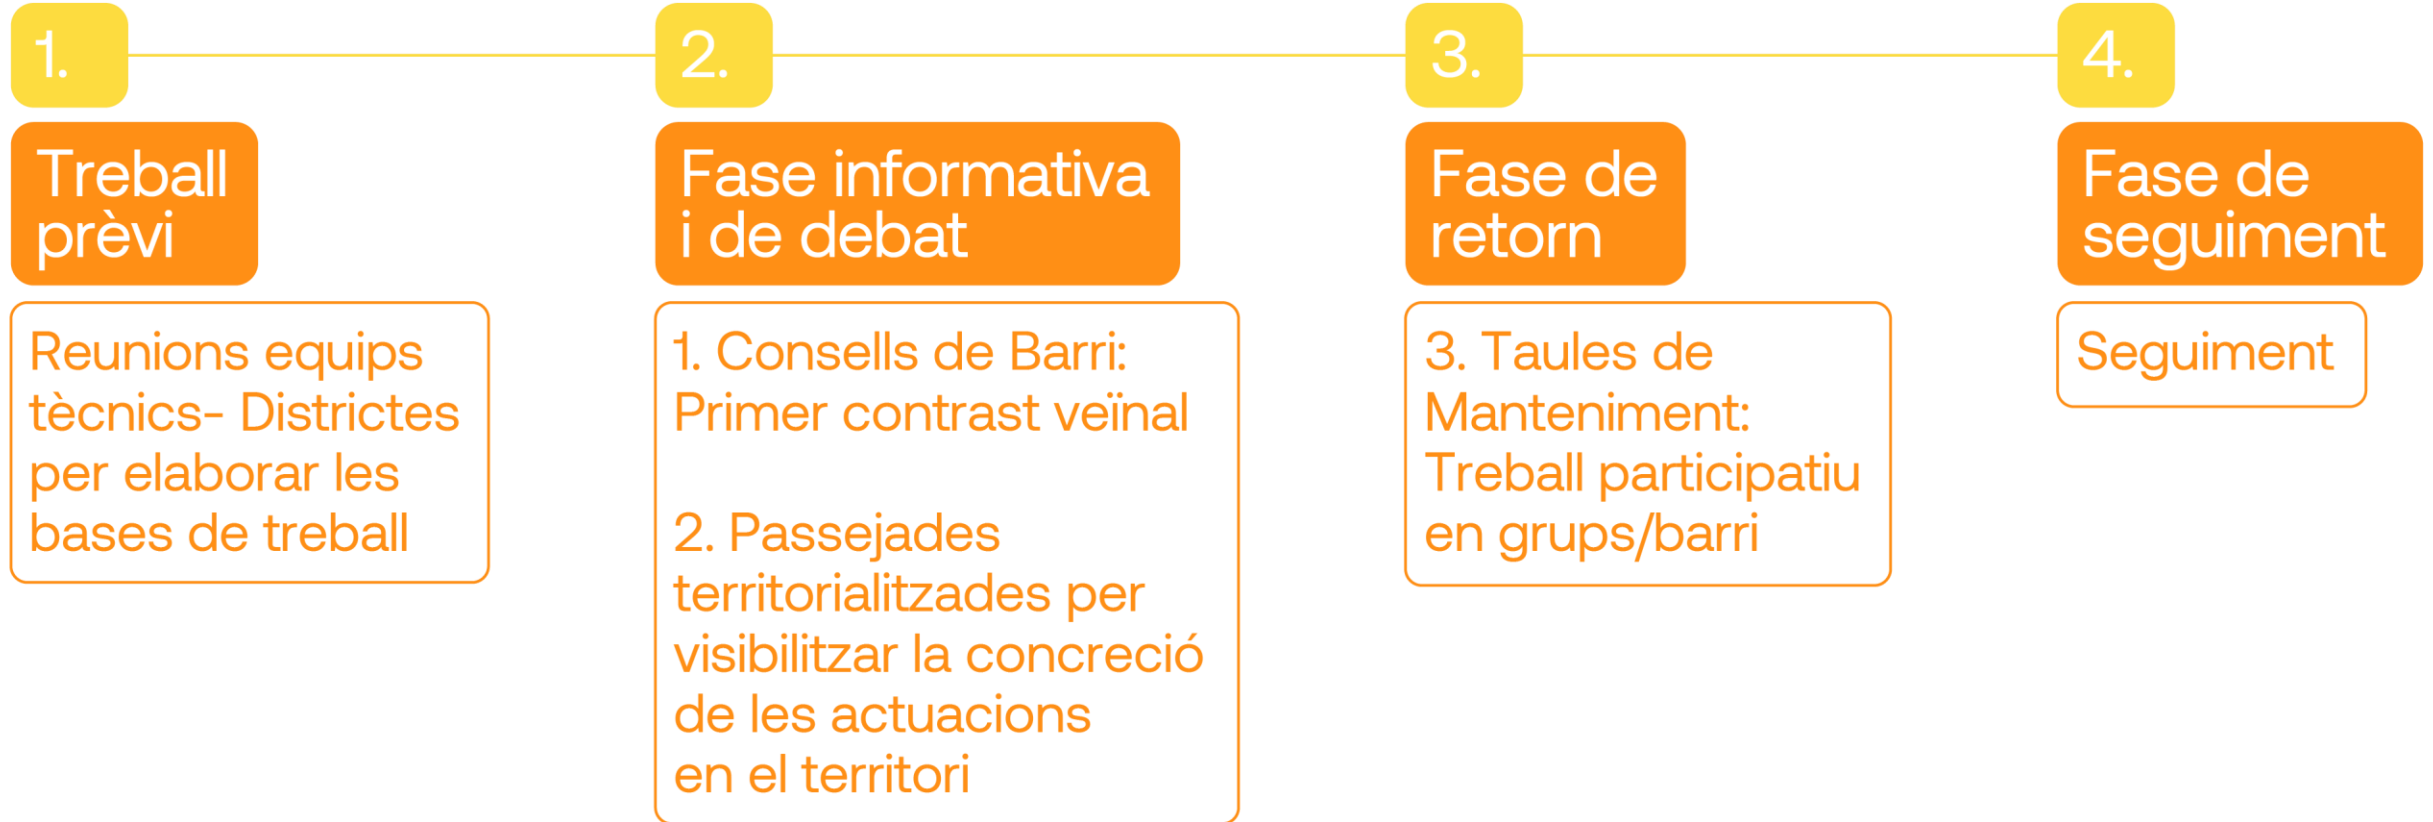 1.
Treball
prèvi
Reunions equips
tècnics- Districtes
per elaborar les
bases de treball
2.
Fase informativa
i de debat
1. Consells de Barri:
Primer contrast veïnal
2. Passejades
territorialitzades per
visibilitzar la concreció
de les actuacions
en el territori
3.
Fase de
retorn
3. Taules de
Manteniment:
Treball participatiu
en grups/barri
4.
Fase de
seguiment
Seguiment